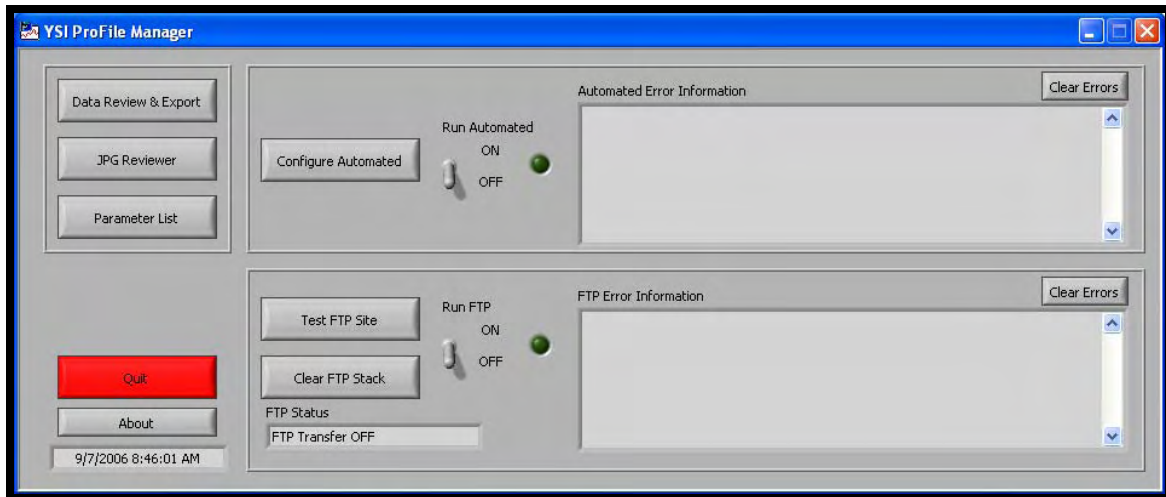 YSI ProFile Manager
Data Review & Export
JPG Reviewer
Parameter List
Configure Automated
Run Automated
ON
OFF
Automated Error Information
Clear Errors
Test FTP Site
Clear FTP Stack
Run FTP
ON
OFF
FTP Status
FTP Transfer OFF
FTP Error Information
Clear Errors
Quit
About
9/7/2006 8:46:01 AM